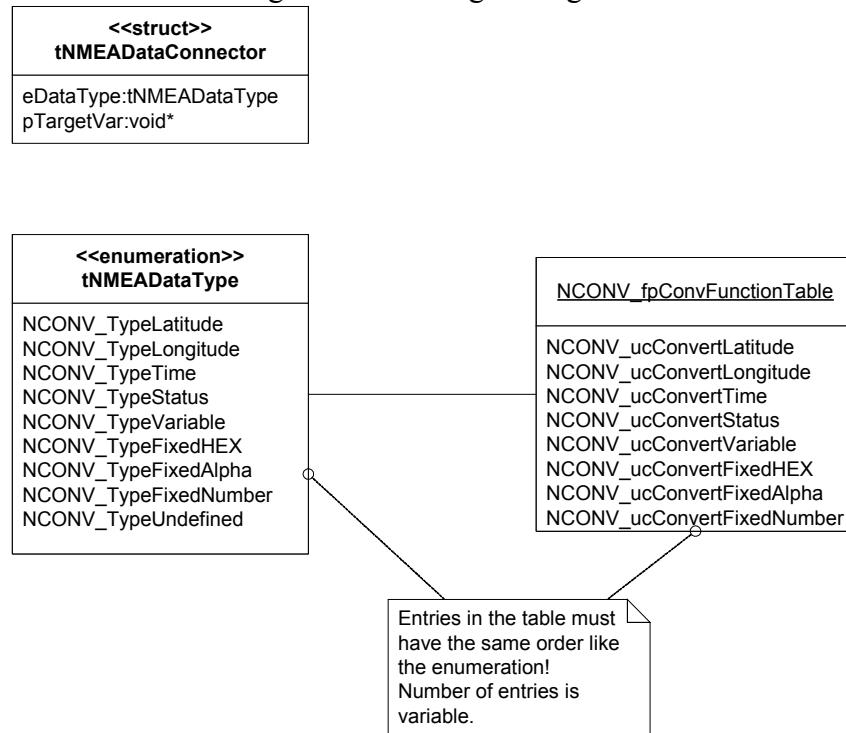 <<struct>>
tNMEADataConnector
eDataType:tNMEADataType
pTargetVar:void*
<<enumeration>>
tNMEADataType
NCONV_TypeLatitude
NCONV_TypeLongitude
NCONV_TypeTime
NCONV_TypeStatus
NCONV_TypeVariable
NCONV_TypeFixedHEX
NCONV_TypeFixedAlpha
NCONV_TypeFixedNumber
NCONV_TypeUndefined
NCONV_fpConvFunctionTable
NCONV_ucConvertLatitude
NCONV_ucConvertLongitude
NCONV_ucConvertTime
NCONV_ucConvertStatus
NCONV_ucConvertVariable
NCONV_ucConvertFixedHEX
NCONV_ucConvertFixedAlpha
NCONV_ucConvertFixedNumber
Entries in the table must
have the same order like
the enumeration!
Number of entries is
variable.